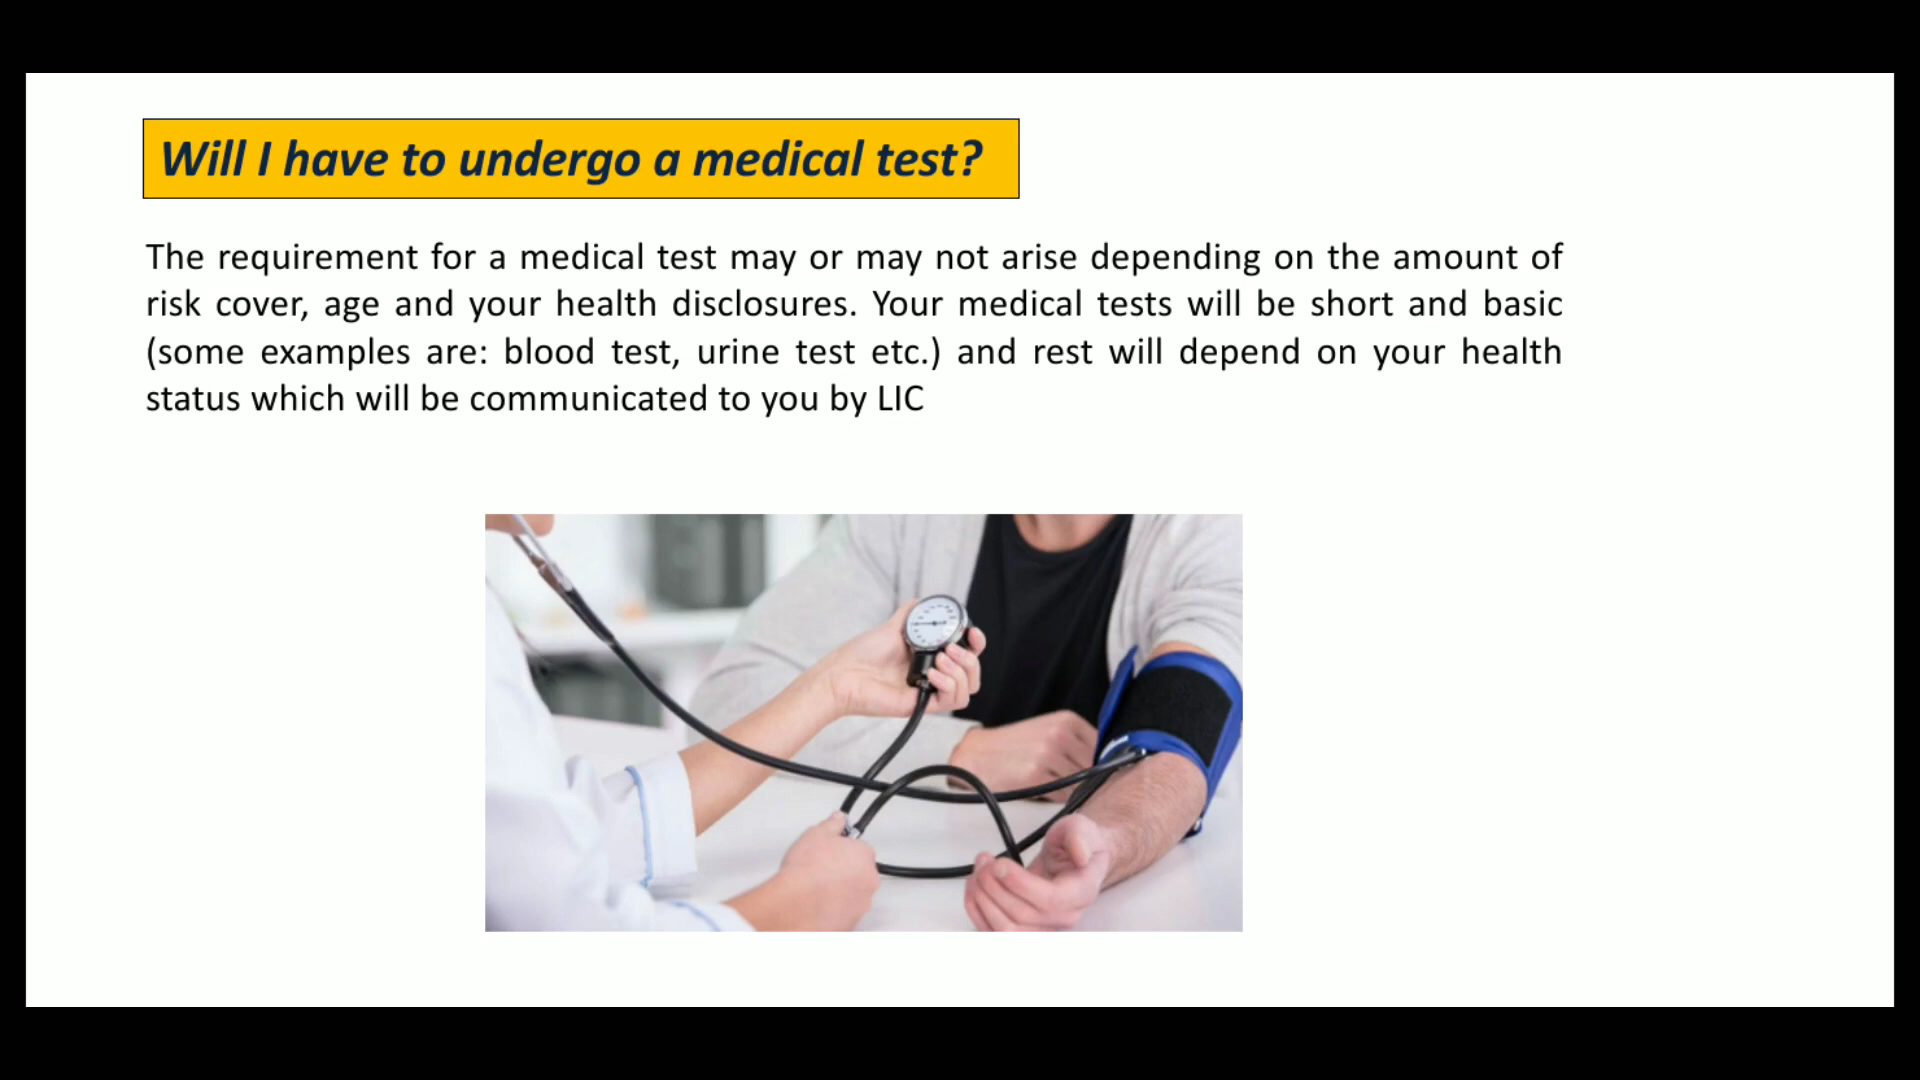 Will I have to undergo a medical test?
The requirement for a medical test may or may not arise depending on the amount of
risk cover, age and your health disclosures. Your medical tests will be short and basic
(some examples are: blood test, urine test etc.) and rest will depend on your health
status which will be communicated to you by LIC